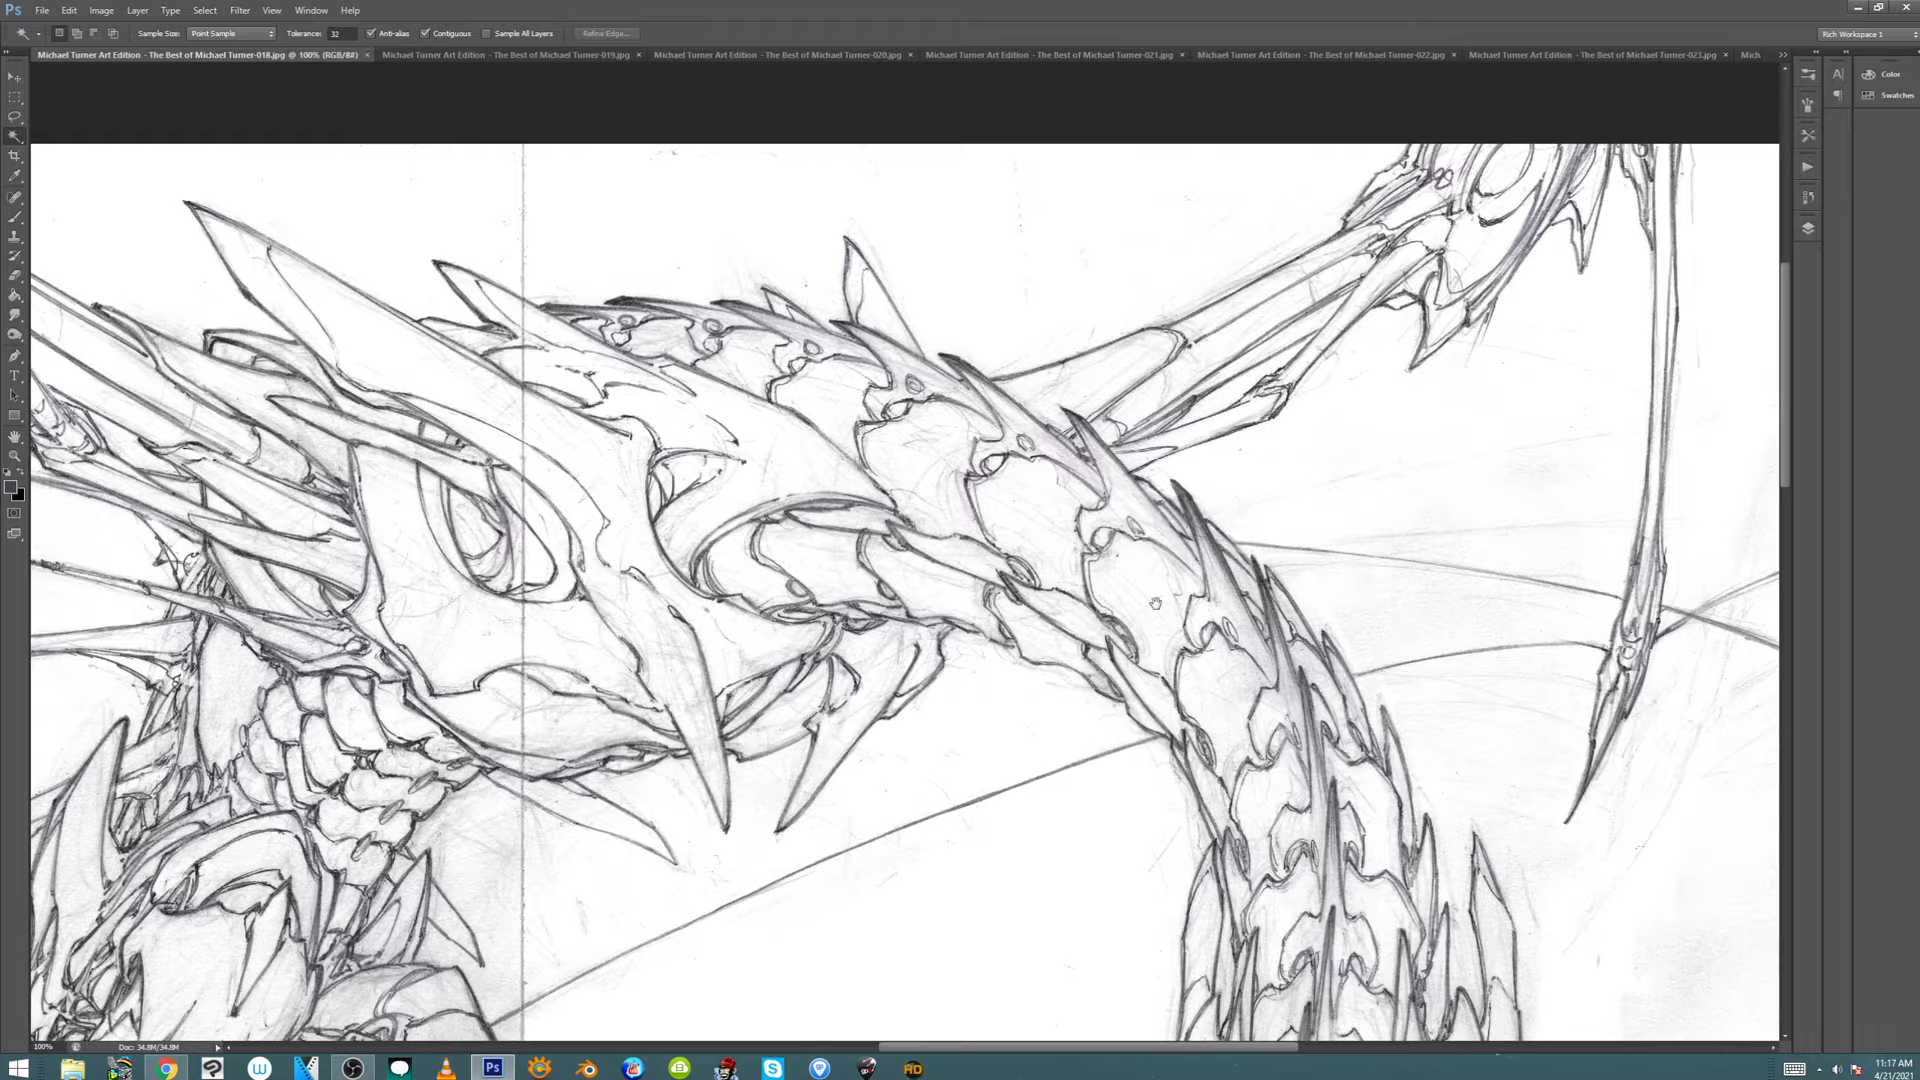 Ps File Edit Image Layer Type Select Filter View Window Help
Sample Size: Point Sample Tolerance: 32 Anti-alias Contiguous Sample All Layers Refine Edge... Rich Workspace 1
Michael Turner Art Edition - The Best of Michael Turner-018.jpg @ 100% (RGB/8#) × Michael Turner Art Edition - The Best of Michael Turner-019.jpg × Michael Turner Art Edition - The Best of Michael Turner-020.jpg × Michael Turner Art Edition - The Best of Michael Turner-021.jpg × Michael Turner Art Edition - The Best of Michael Turner-022.jpg × Michael Turner Art Edition - The Best of Michael Turner-023.jpg × Mich
Color
Swatches
100% Doc: 34.8M/34.8M
Ps
11:17 AM
4/21/2021